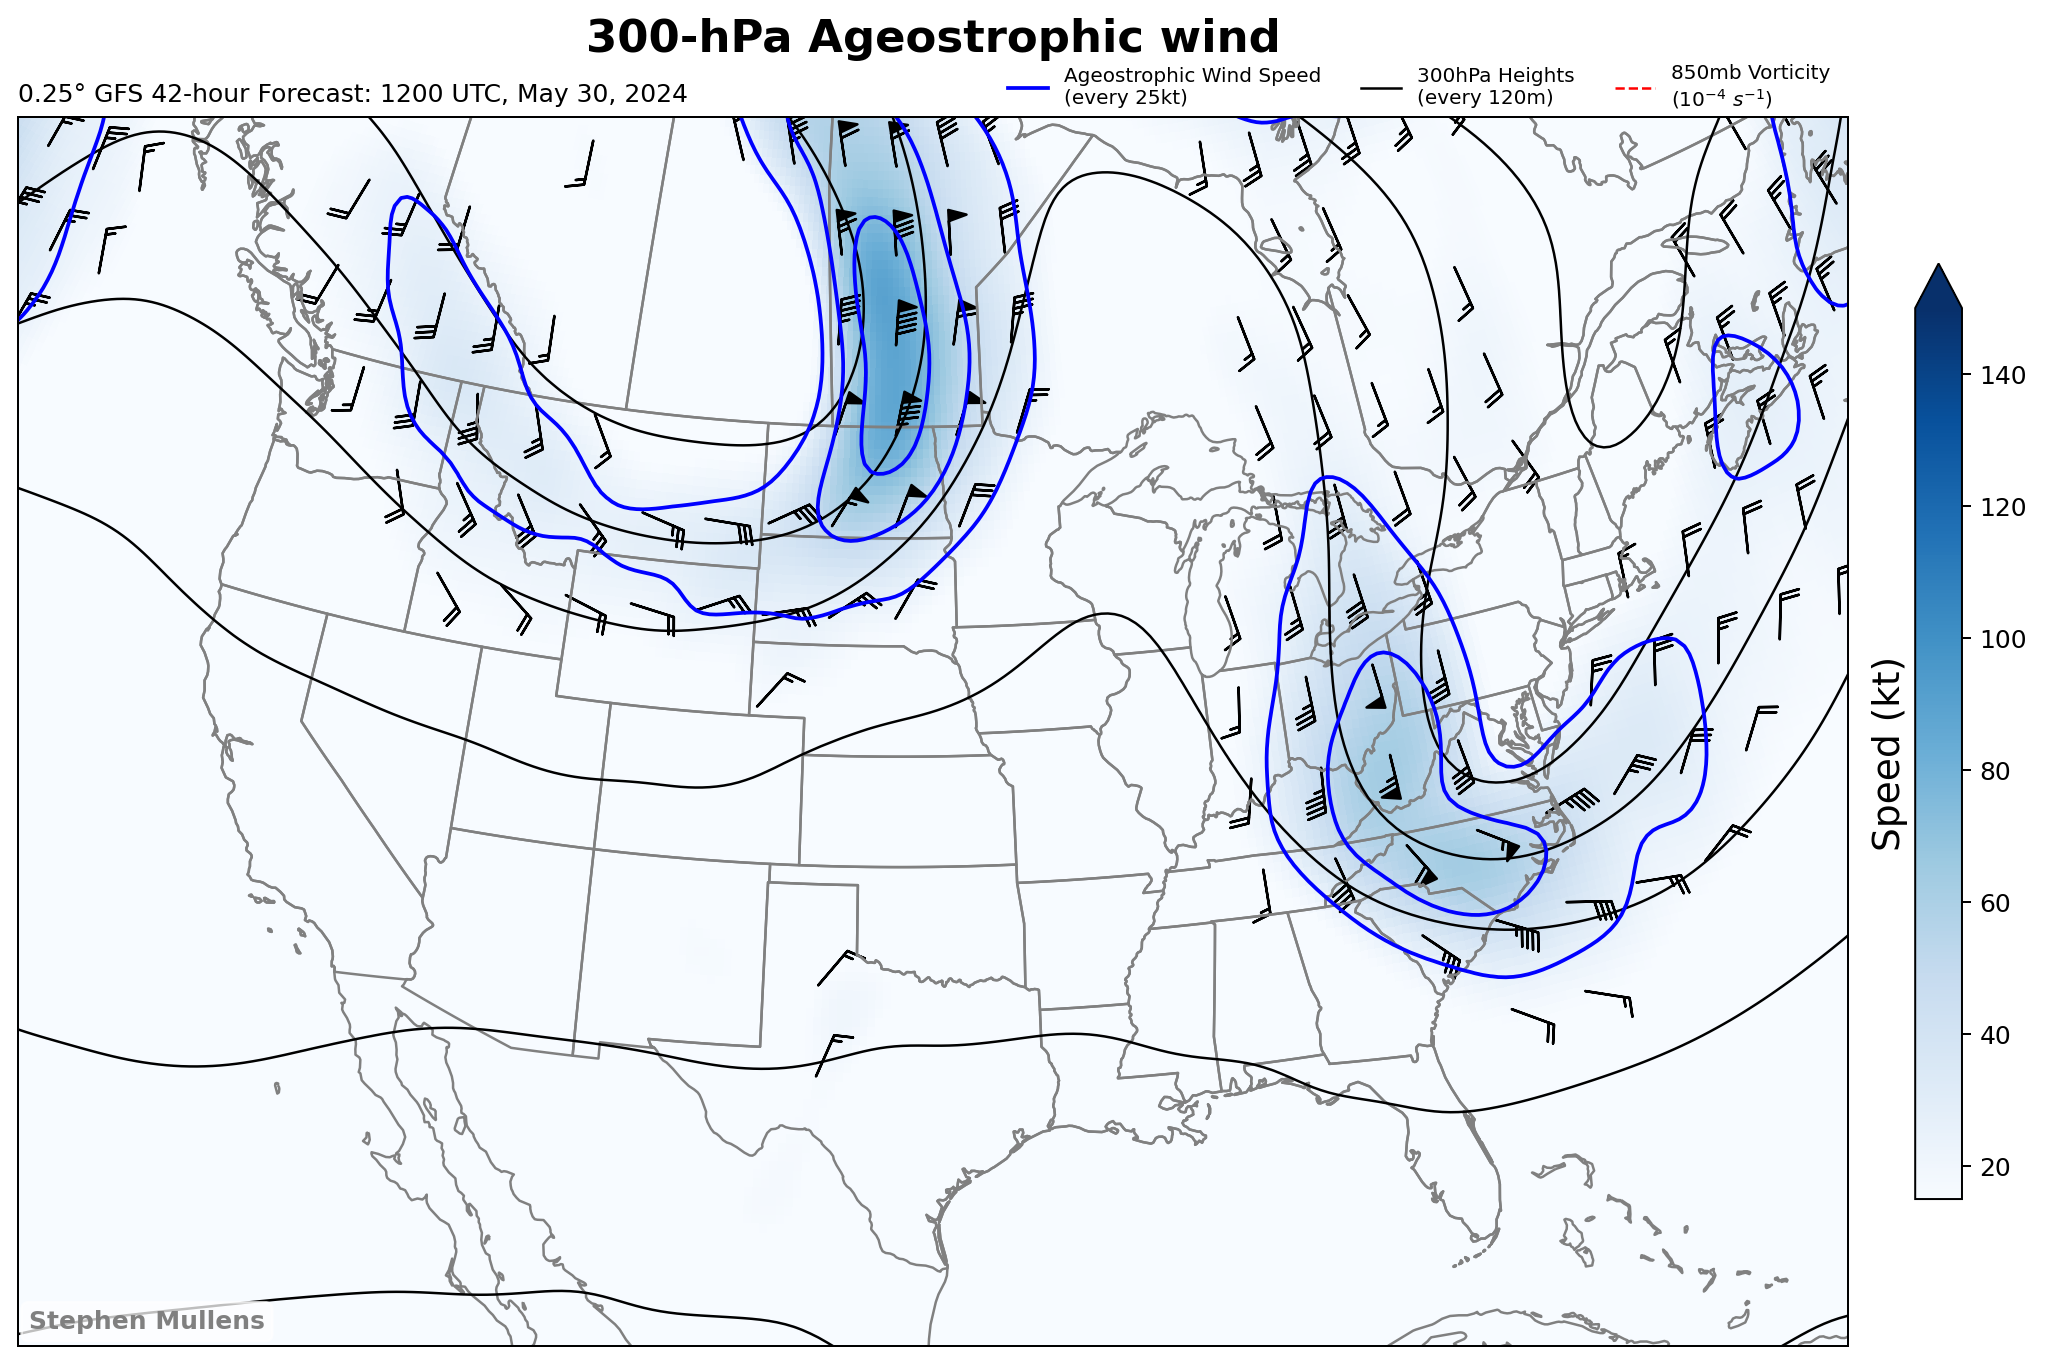 300-hPa Ageostrophic wind
0.25° GFS 42-hour Forecast: 1200 UTC, May 30, 2024
Ageostrophic Wind Speed
(every 25kt)
300hPa Heights
(every 120m)
850mb Vorticity
(10⁻⁴ s⁻¹)
140
120
100
80
60
40
20
Speed (kt)
Stephen Mullens